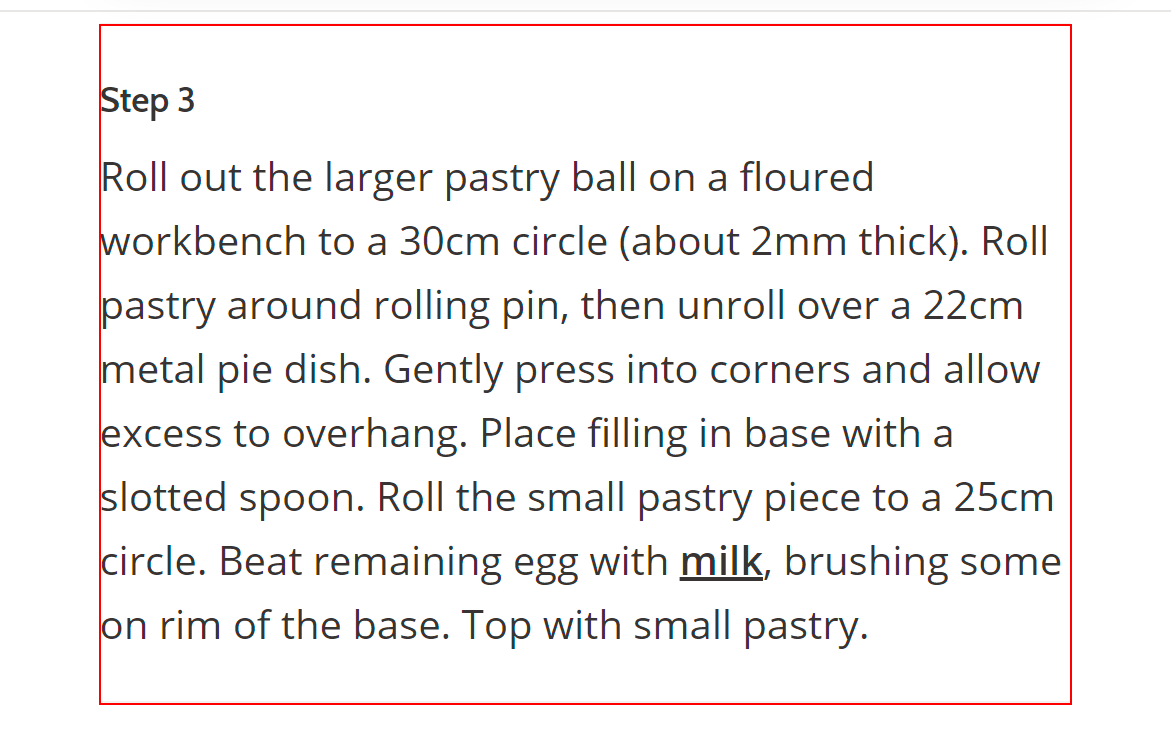 Step 3
Roll out the larger pastry ball on a floured
workbench to a 30cm circle (about 2mm thick). Roll
pastry around rolling pin, then unroll over a 22cm
metal pie dish. Gently press into corners and allow
excess to overhang. Place filling in base with a
slotted spoon. Roll the small pastry piece to a 25cm
circle. Beat remaining egg with milk, brushing some
on rim of the base. Top with small pastry.